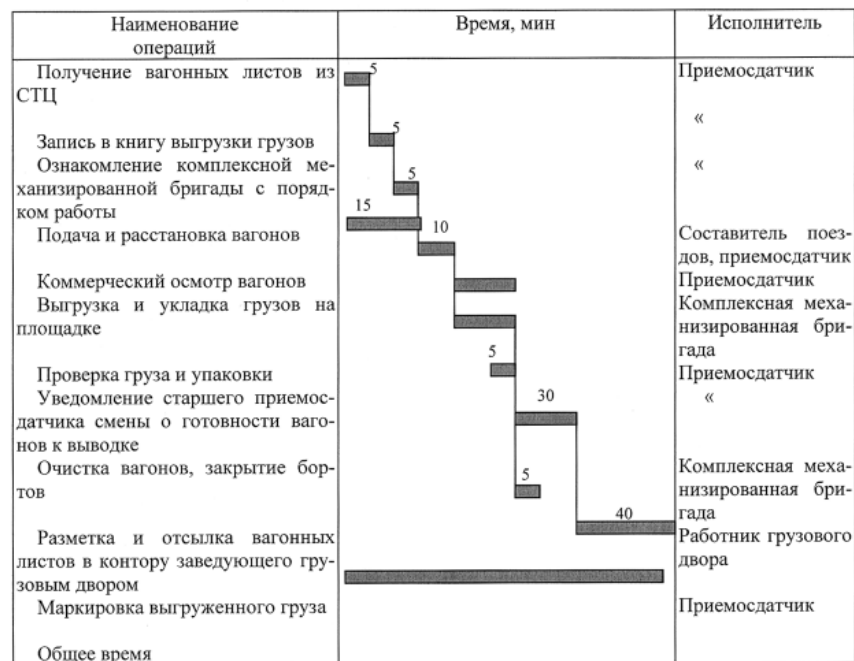 Наименование
операций
Время, мин
Исполнитель
Получение вагонных листов из
СТЦ
5
Приемосдатчик
«
Запись в книгу выгрузки грузов
5
Ознакомление комплексной ме-
ханизированной бригады с поряд-
ком работы
5
«
Подача и расстановка вагонов
15
10
Составитель поез-
дов, приемосдатчик
Коммерческий осмотр вагонов
Приемосдатчик
Выгрузка и укладка грузов на
площадке
Комплексная меха-
низированная бри-
гада
Проверка груза и упаковки
5
Приемосдатчик
Уведомление старшего приемос-
датчика смены о готовности ваго-
нов к выводке
30
«
Очистка вагонов, закрытие бор-
тов
5
Комплексная меха-
низированная бри-
гада
40
Разметка и отсылка вагонных
листов в контору заведующего гру-
зовым двором
Работник грузового
двора
Маркировка выгруженного груза
Приемосдатчик
Общее время